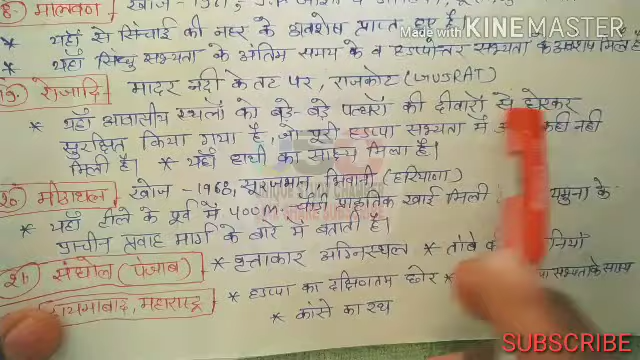 18. मालवण
* यहाँ से सिंचाई की नहर के अवशेष प्राप्त हुए हैं।
* यहाँ सिंधु सभ्यता के अंतिम समय के व हड़प्पोत्तर सभ्यता के अवशेष मिले है
Made with KINEMASTER
19. रोजादि मादर नदी के तट पर, राजकोट (GUJRAT)
* यहाँ आवासीय स्थलों को बड़े-बड़े पत्थरों की दीवारों से घेरकर
सुरक्षित किया गया है, जो पूरी हड़प्पा सभ्यता में कही नही
मिली है। * यहाँ हाथी का साक्ष्य मिला है।
20. खोज - 1968, सूरजभान, भिवानी (हरियाणा)
* यहाँ टीले के पूर्व में 400M चौड़ी प्राकृतिक खाई मिली यमुना के
प्राचीन प्रवाह मार्ग के बारे में बताती है।
21. संघोल (पंजाब) * वृत्ताकार अग्निस्थल * तांबे की
दायमाबाद, महाराष्ट्र * हड़प्पा का दक्षिणतम छोर * सभ्यता के साक्ष्य
* कांसे का रथ
SUBSCRIBE